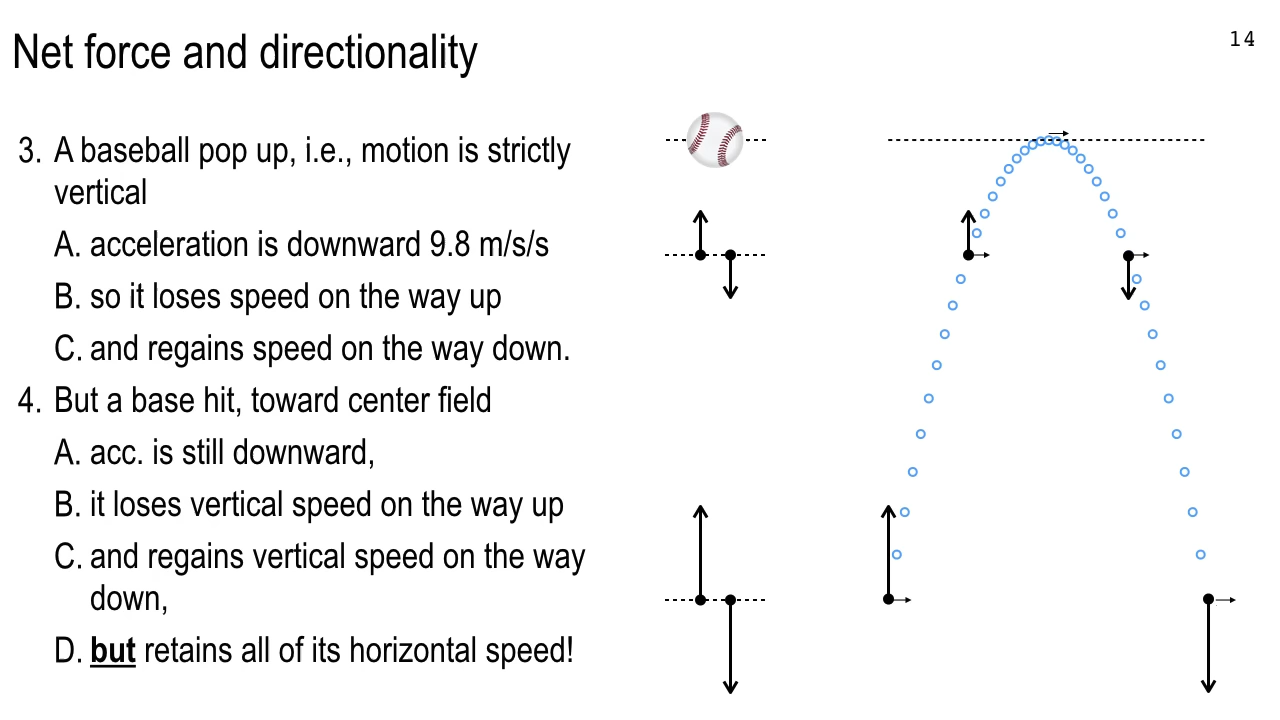 Net force and directionality
14
3. A baseball pop up, i.e., motion is strictly
vertical
A. acceleration is downward 9.8 m/s/s
B. so it loses speed on the way up
C. and regains speed on the way down.
4. But a base hit, toward center field
A. acc. is still downward,
B. it loses vertical speed on the way up
C. and regains vertical speed on the way
down,
D. but retains all of its horizontal speed!